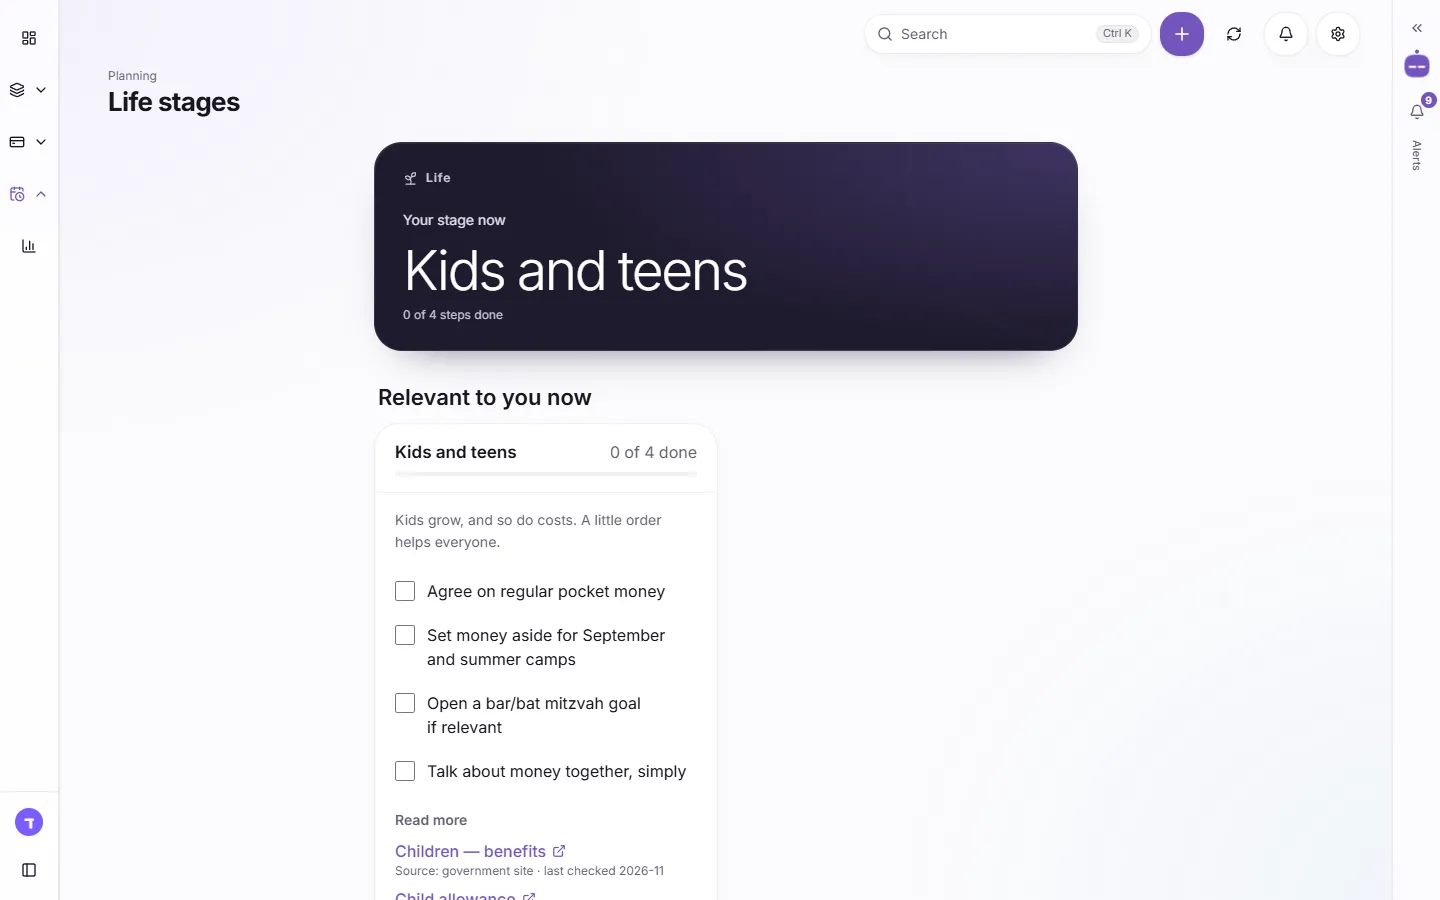 Search
Ctrl K
9
Alerts
Planning
Life stages
Life
Your stage now
Kids and teens
0 of 4 steps done
Relevant to you now
Kids and teens
0 of 4 done
Kids grow, and so do costs. A little order
helps everyone.
Agree on regular pocket money
Set money aside for September
and summer camps
Open a bar/bat mitzvah goal
if relevant
Talk about money together, simply
Read more
Children — benefits
Source: government site · last checked 2026-11
Child allowance